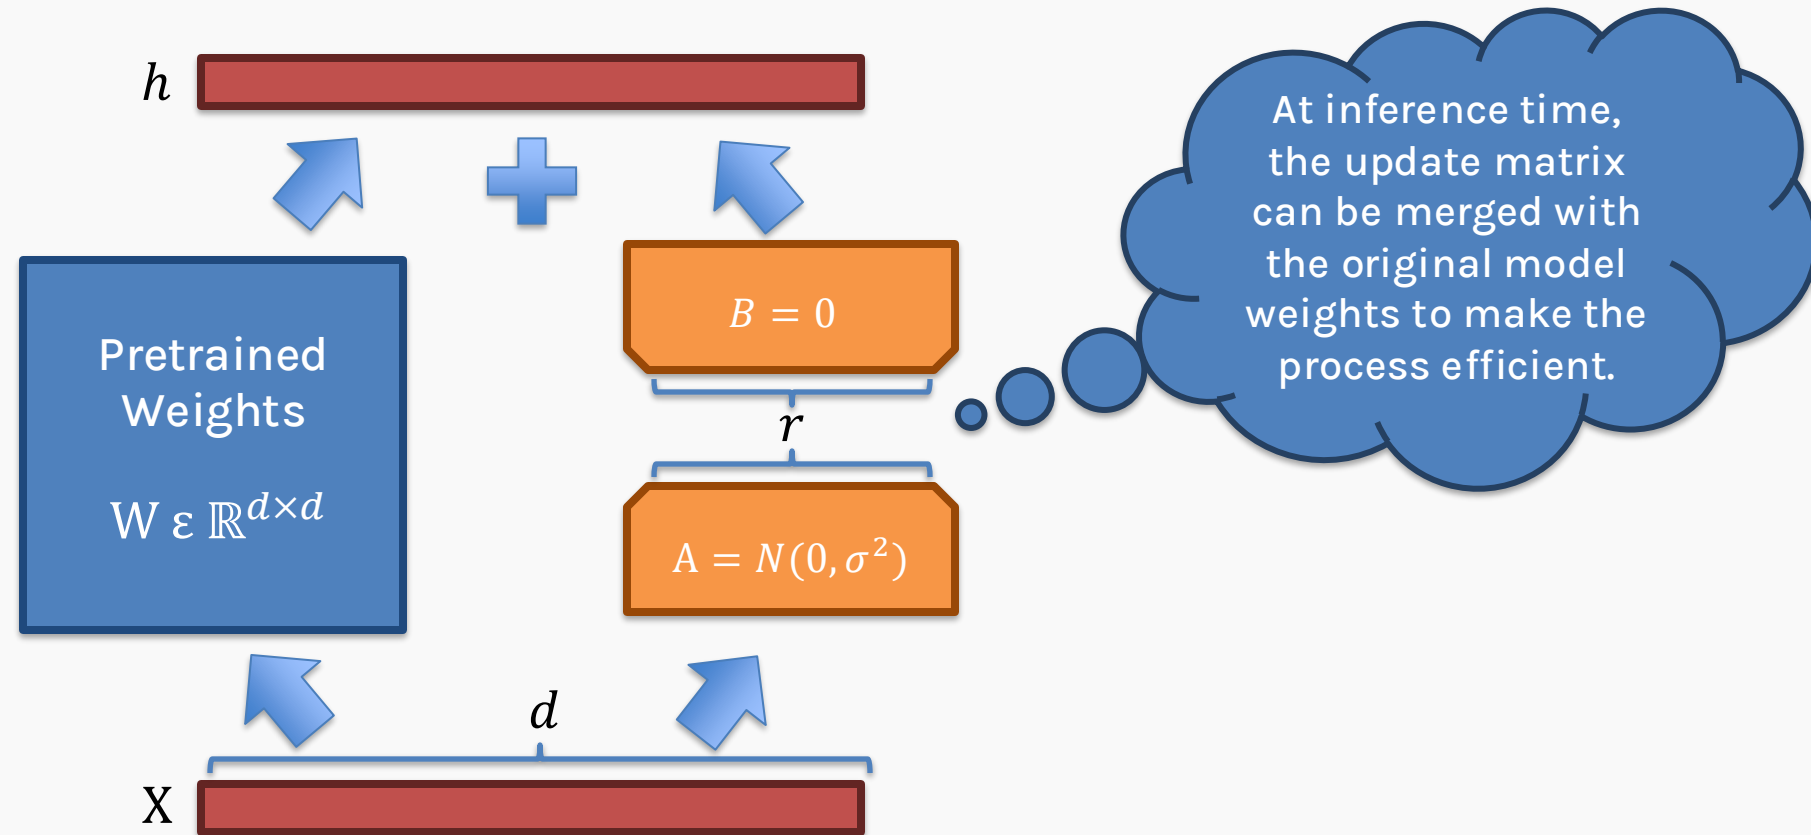 h
At inference time,
the update matrix
can be merged with
the original model
weights to make the
process efficient.
Pretrained
Weights
W ε ℝ^{d×d}
B = 0
r
A = N(0, σ²)
d
X